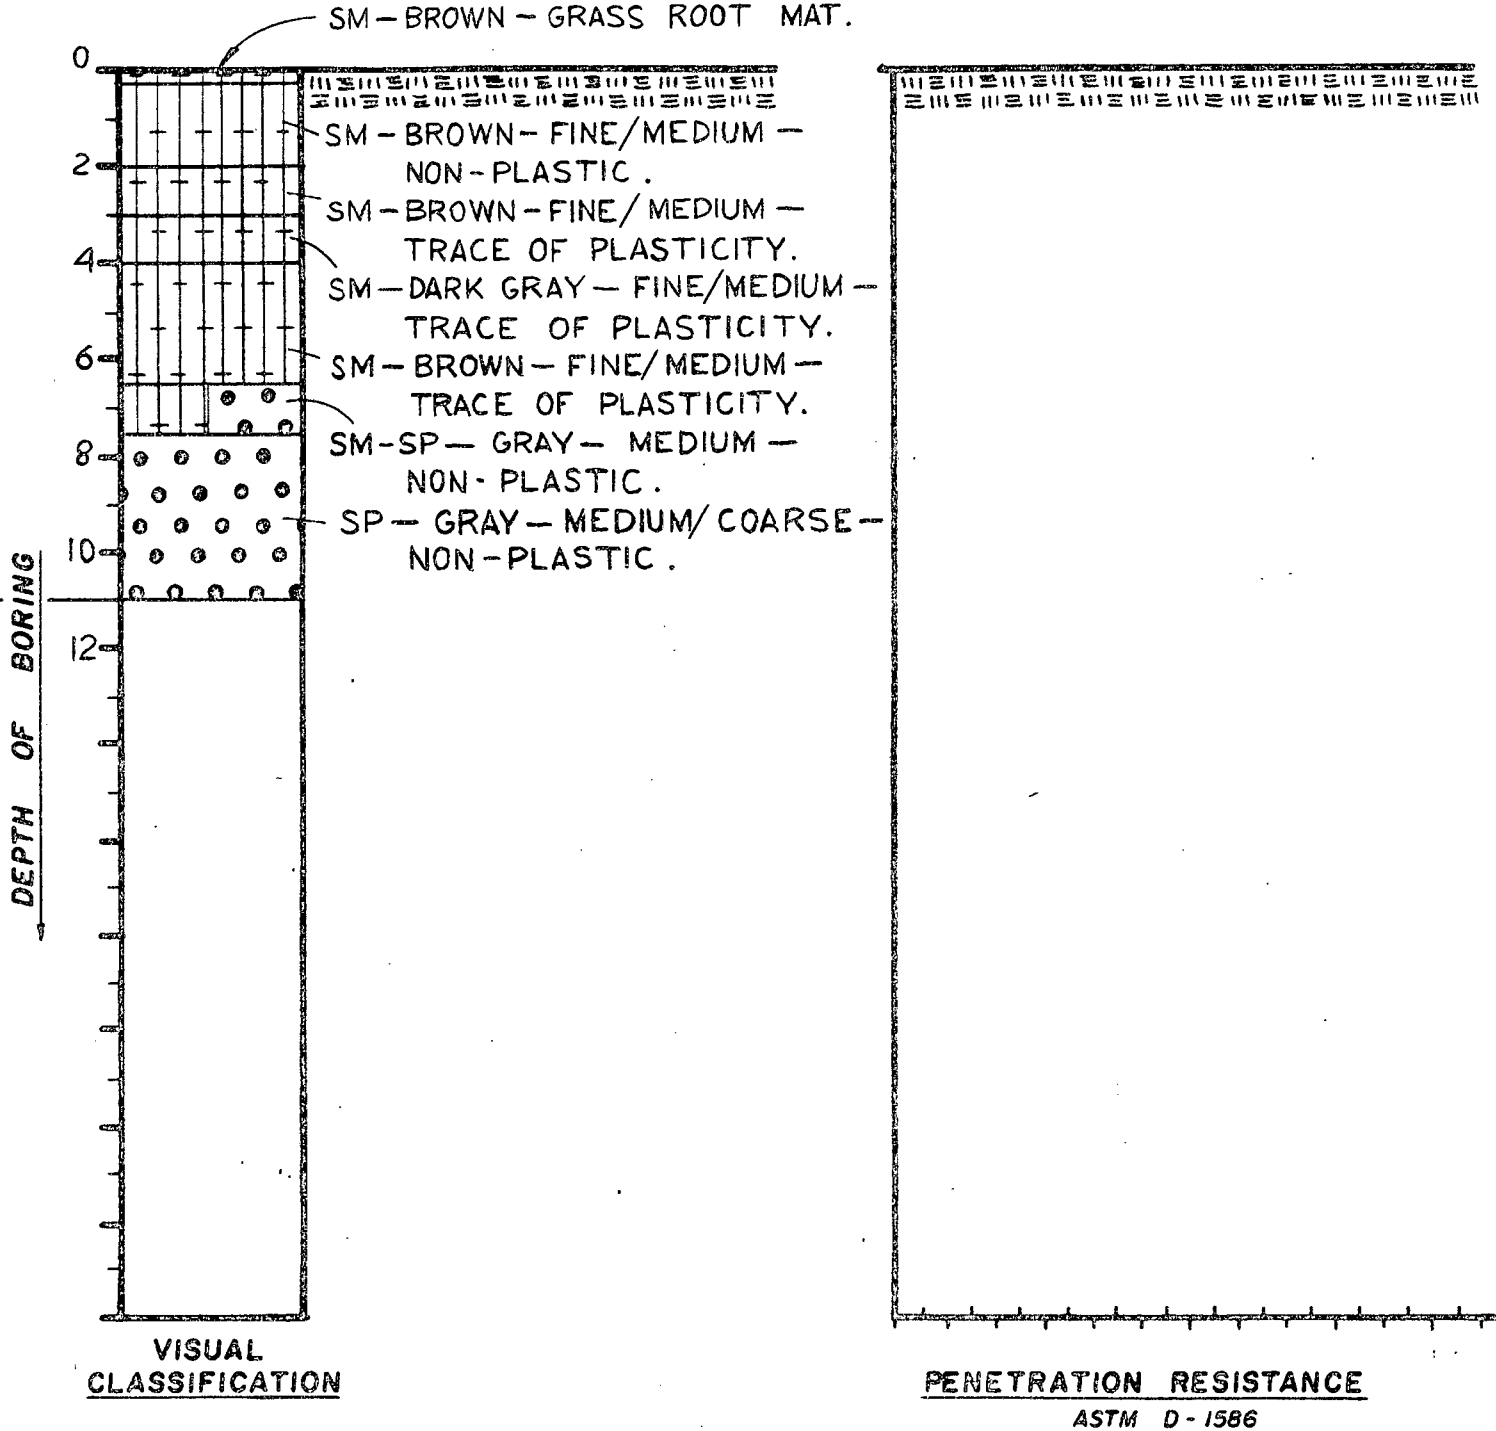 SM-BROWN-GRASS ROOT MAT.
0
SM-BROWN-FINE/MEDIUM-
NON-PLASTIC.
2
SM-BROWN-FINE/MEDIUM-
TRACE OF PLASTICITY.
4
SM-DARK GRAY-FINE/MEDIUM-
TRACE OF PLASTICITY.
6
SM-BROWN-FINE/MEDIUM-
TRACE OF PLASTICITY.
SM-SP-GRAY-MEDIUM-
NON-PLASTIC.
8
SP-GRAY-MEDIUM/COARSE-
NON-PLASTIC.
10
12
DEPTH OF BORING
VISUAL
CLASSIFICATION
PENETRATION RESISTANCE
ASTM D-1586